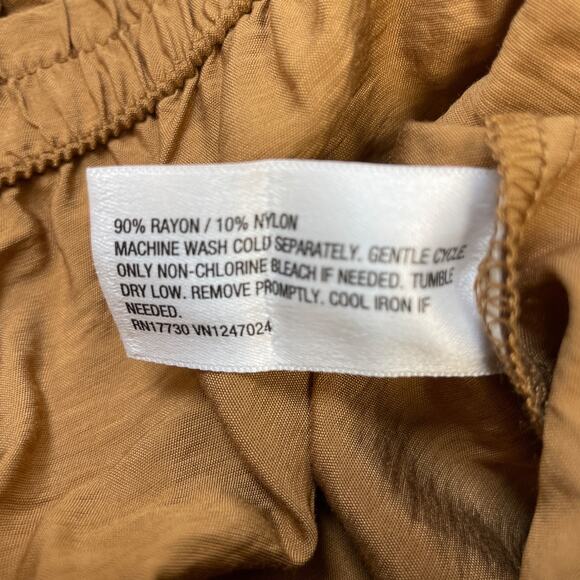 90% RAYON / 10% NYLON
MACHINE WASH COLD SEPARATELY. GENTLE CYCLE.
ONLY NON-CHLORINE BLEACH IF NEEDED. TUMBLE
DRY LOW. REMOVE PROMPTLY. COOL IRON IF
NEEDED.
RN17730 VN1247024